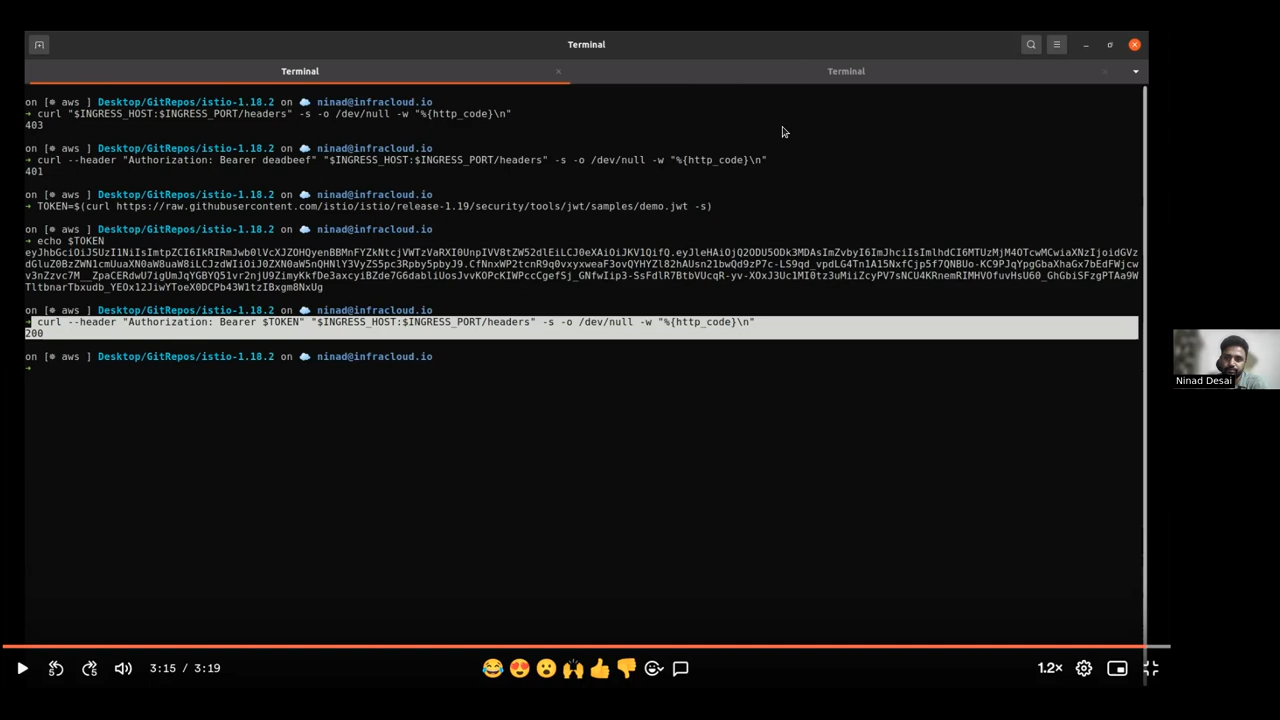 Terminal
Terminal
Terminal
on [ aws ] Desktop/GitRepos/istio-1.18.2 on ☁ ninad@infracloud.io
→ curl "$INGRESS_HOST:$INGRESS_PORT/headers" -s -o /dev/null -w "%{http_code}\n"
403
on [ aws ] Desktop/GitRepos/istio-1.18.2 on ☁ ninad@infracloud.io
→ curl --header "Authorization: Bearer deadbeef" "$INGRESS_HOST:$INGRESS_PORT/headers" -s -o /dev/null -w "%{http_code}\n"
401
on [ aws ] Desktop/GitRepos/istio-1.18.2 on ☁ ninad@infracloud.io
→ TOKEN=$(curl https://raw.githubusercontent.com/istio/istio/release-1.19/security/tools/jwt/samples/demo.jwt -s)
on [ aws ] Desktop/GitRepos/istio-1.18.2 on ☁ ninad@infracloud.io
→ echo $TOKEN
on [ aws ] Desktop/GitRepos/istio-1.18.2 on ☁ ninad@infracloud.io
→ curl --header "Authorization: Bearer $TOKEN" "$INGRESS_HOST:$INGRESS_PORT/headers" -s -o /dev/null -w "%{http_code}\n"
200
on [ aws ] Desktop/GitRepos/istio-1.18.2 on ☁ ninad@infracloud.io
→
Ninad Desai
5 5 3:15 / 3:19 1.2×